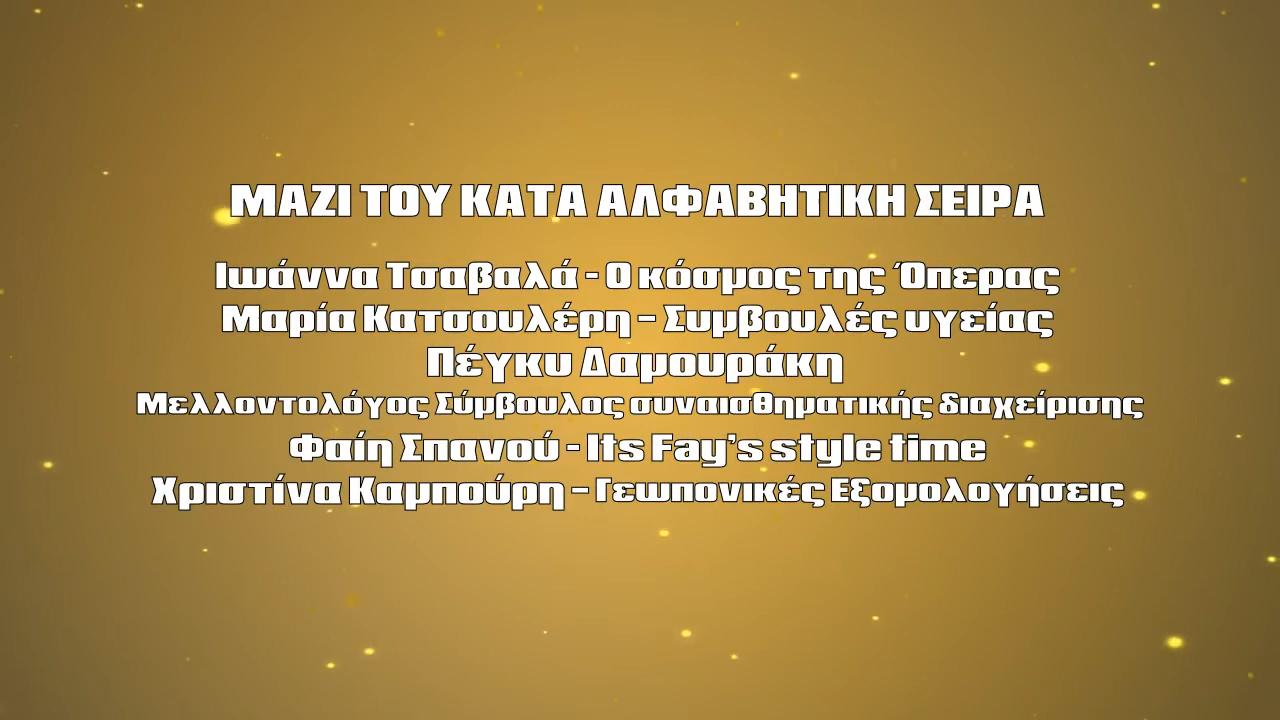 ΜΑΖΙ ΤΟΥ ΚΑΤΑ ΑΛΦΑΒΗΤΙΚΗ ΣΕΙΡΑ
Ιωάννα Τσαβαλά - Ο κόσμος της Όπερας
Μαρία Κατσουλέρη – Συμβουλές υγείας
Πέγκυ Δαμουράκη
Μελλοντολόγος Σύμβουλος συναισθηματικής διαχείρισης
Φαίη Σπανού - Its Fay's style time
Χριστίνα Καμπούρη – Γεωπονικές Εξομολογήσεις